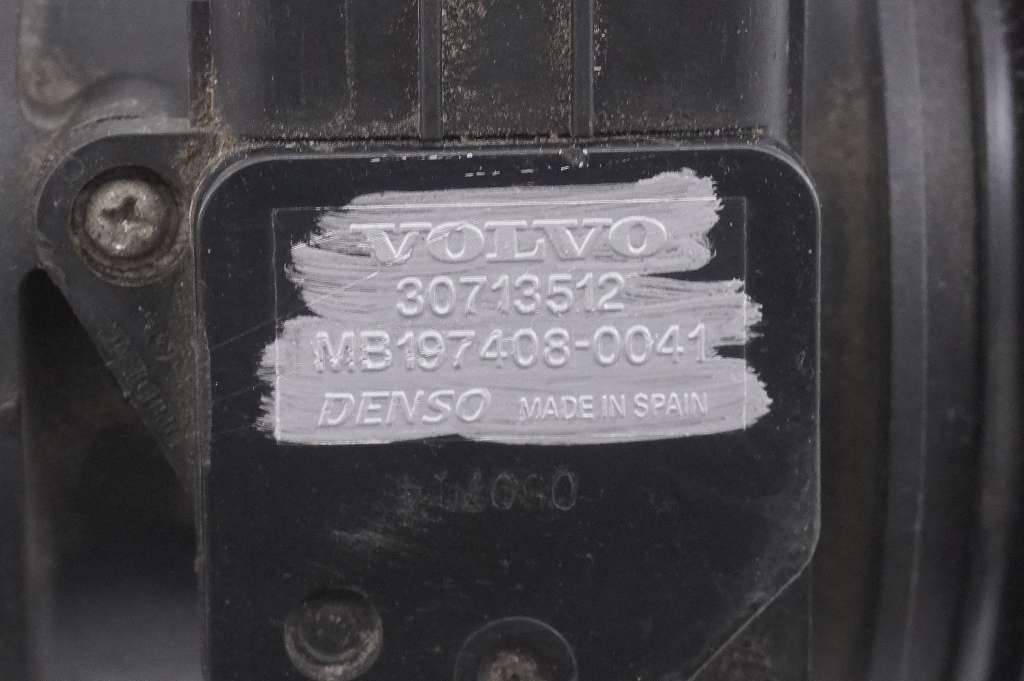 VOLVO
30713512
MB197408-0041
DENSO MADE IN SPAIN